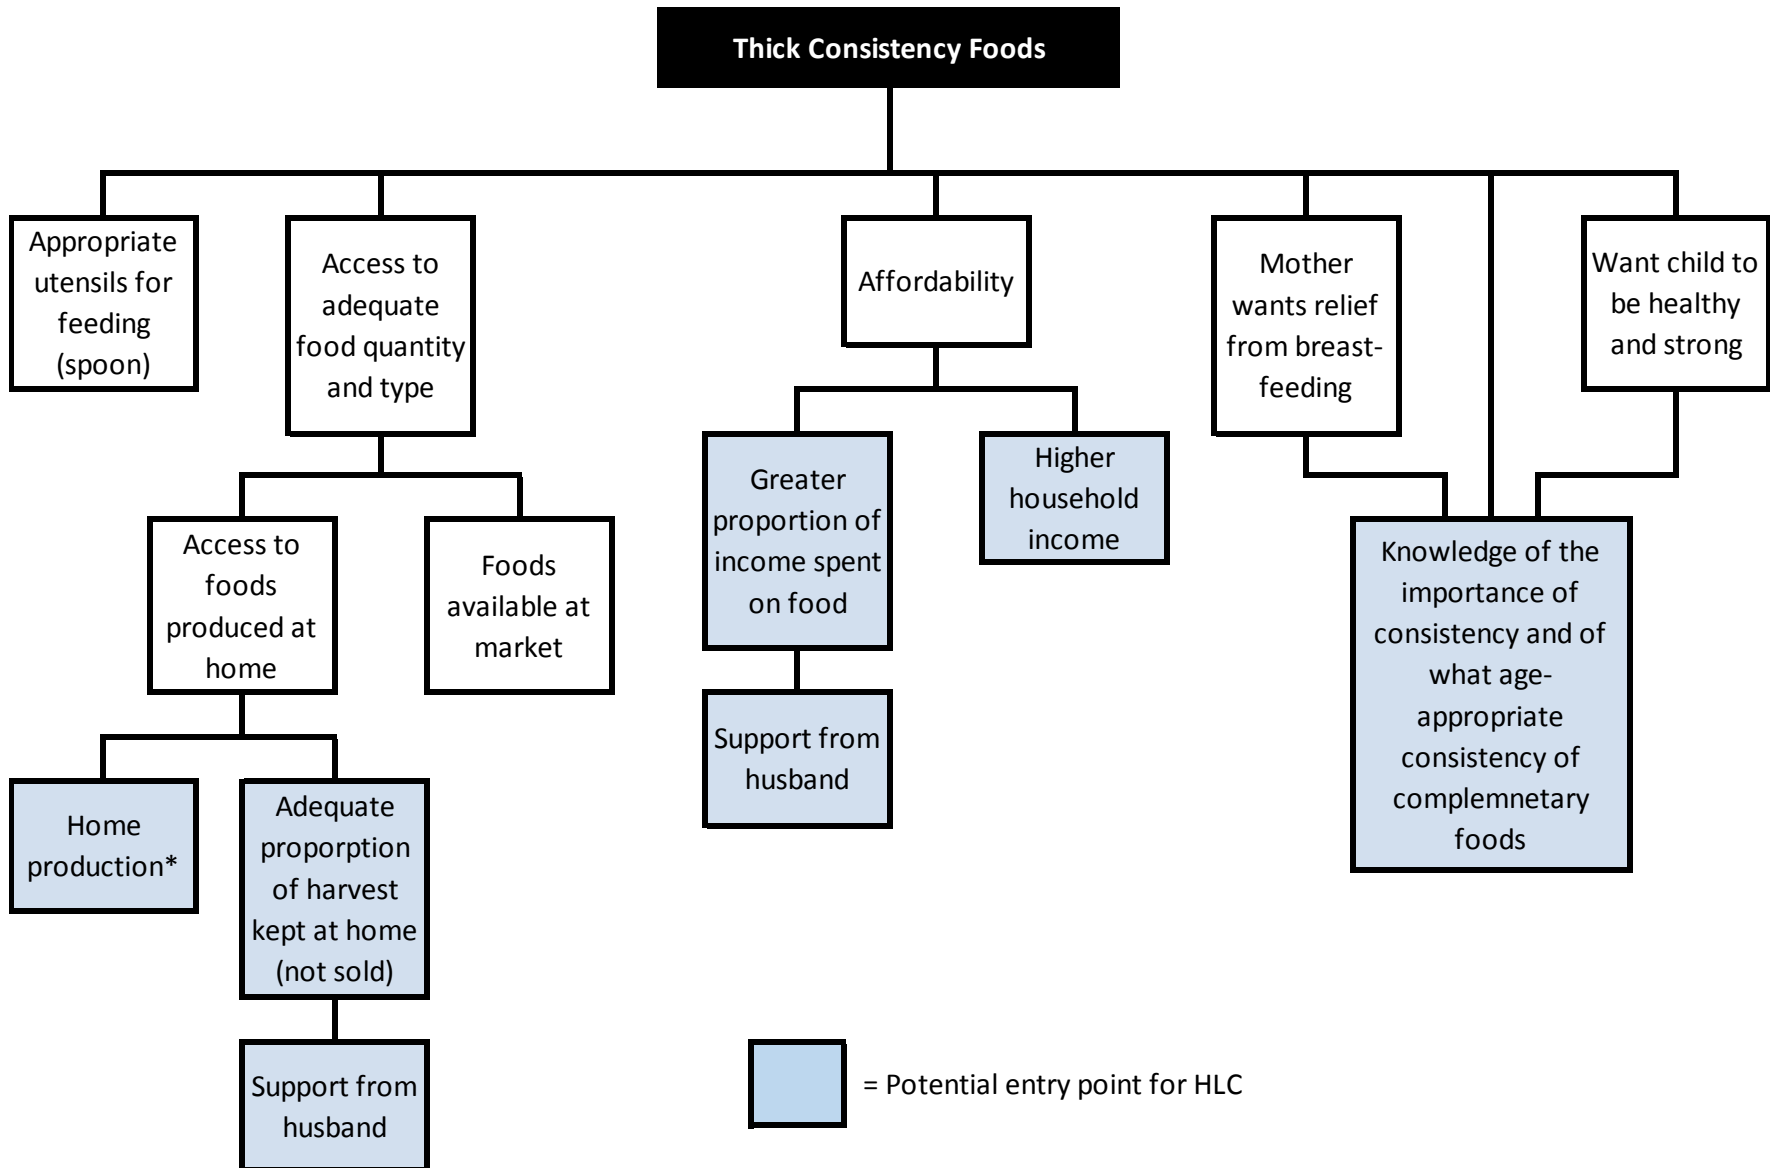 Thick Consistency Foods
Appropriate
utensils for
feeding
(spoon)
Access to
adequate
food quantity
and type
Affordability
Mother
wants relief
from breast-
feeding
Want child to
be healthy
and strong
Access to
foods
produced at
home
Foods
available at
market
Greater
proportion of
income spent
on food
Higher
household
income
Knowledge of the
importance of
consistency and of
what age-
appropriate
consistency of
complemnetary
foods
Home
production*
Adequate
proporption
of harvest
kept at home
(not sold)
Support from
husband
Support from
husband
= Potential entry point for HLC